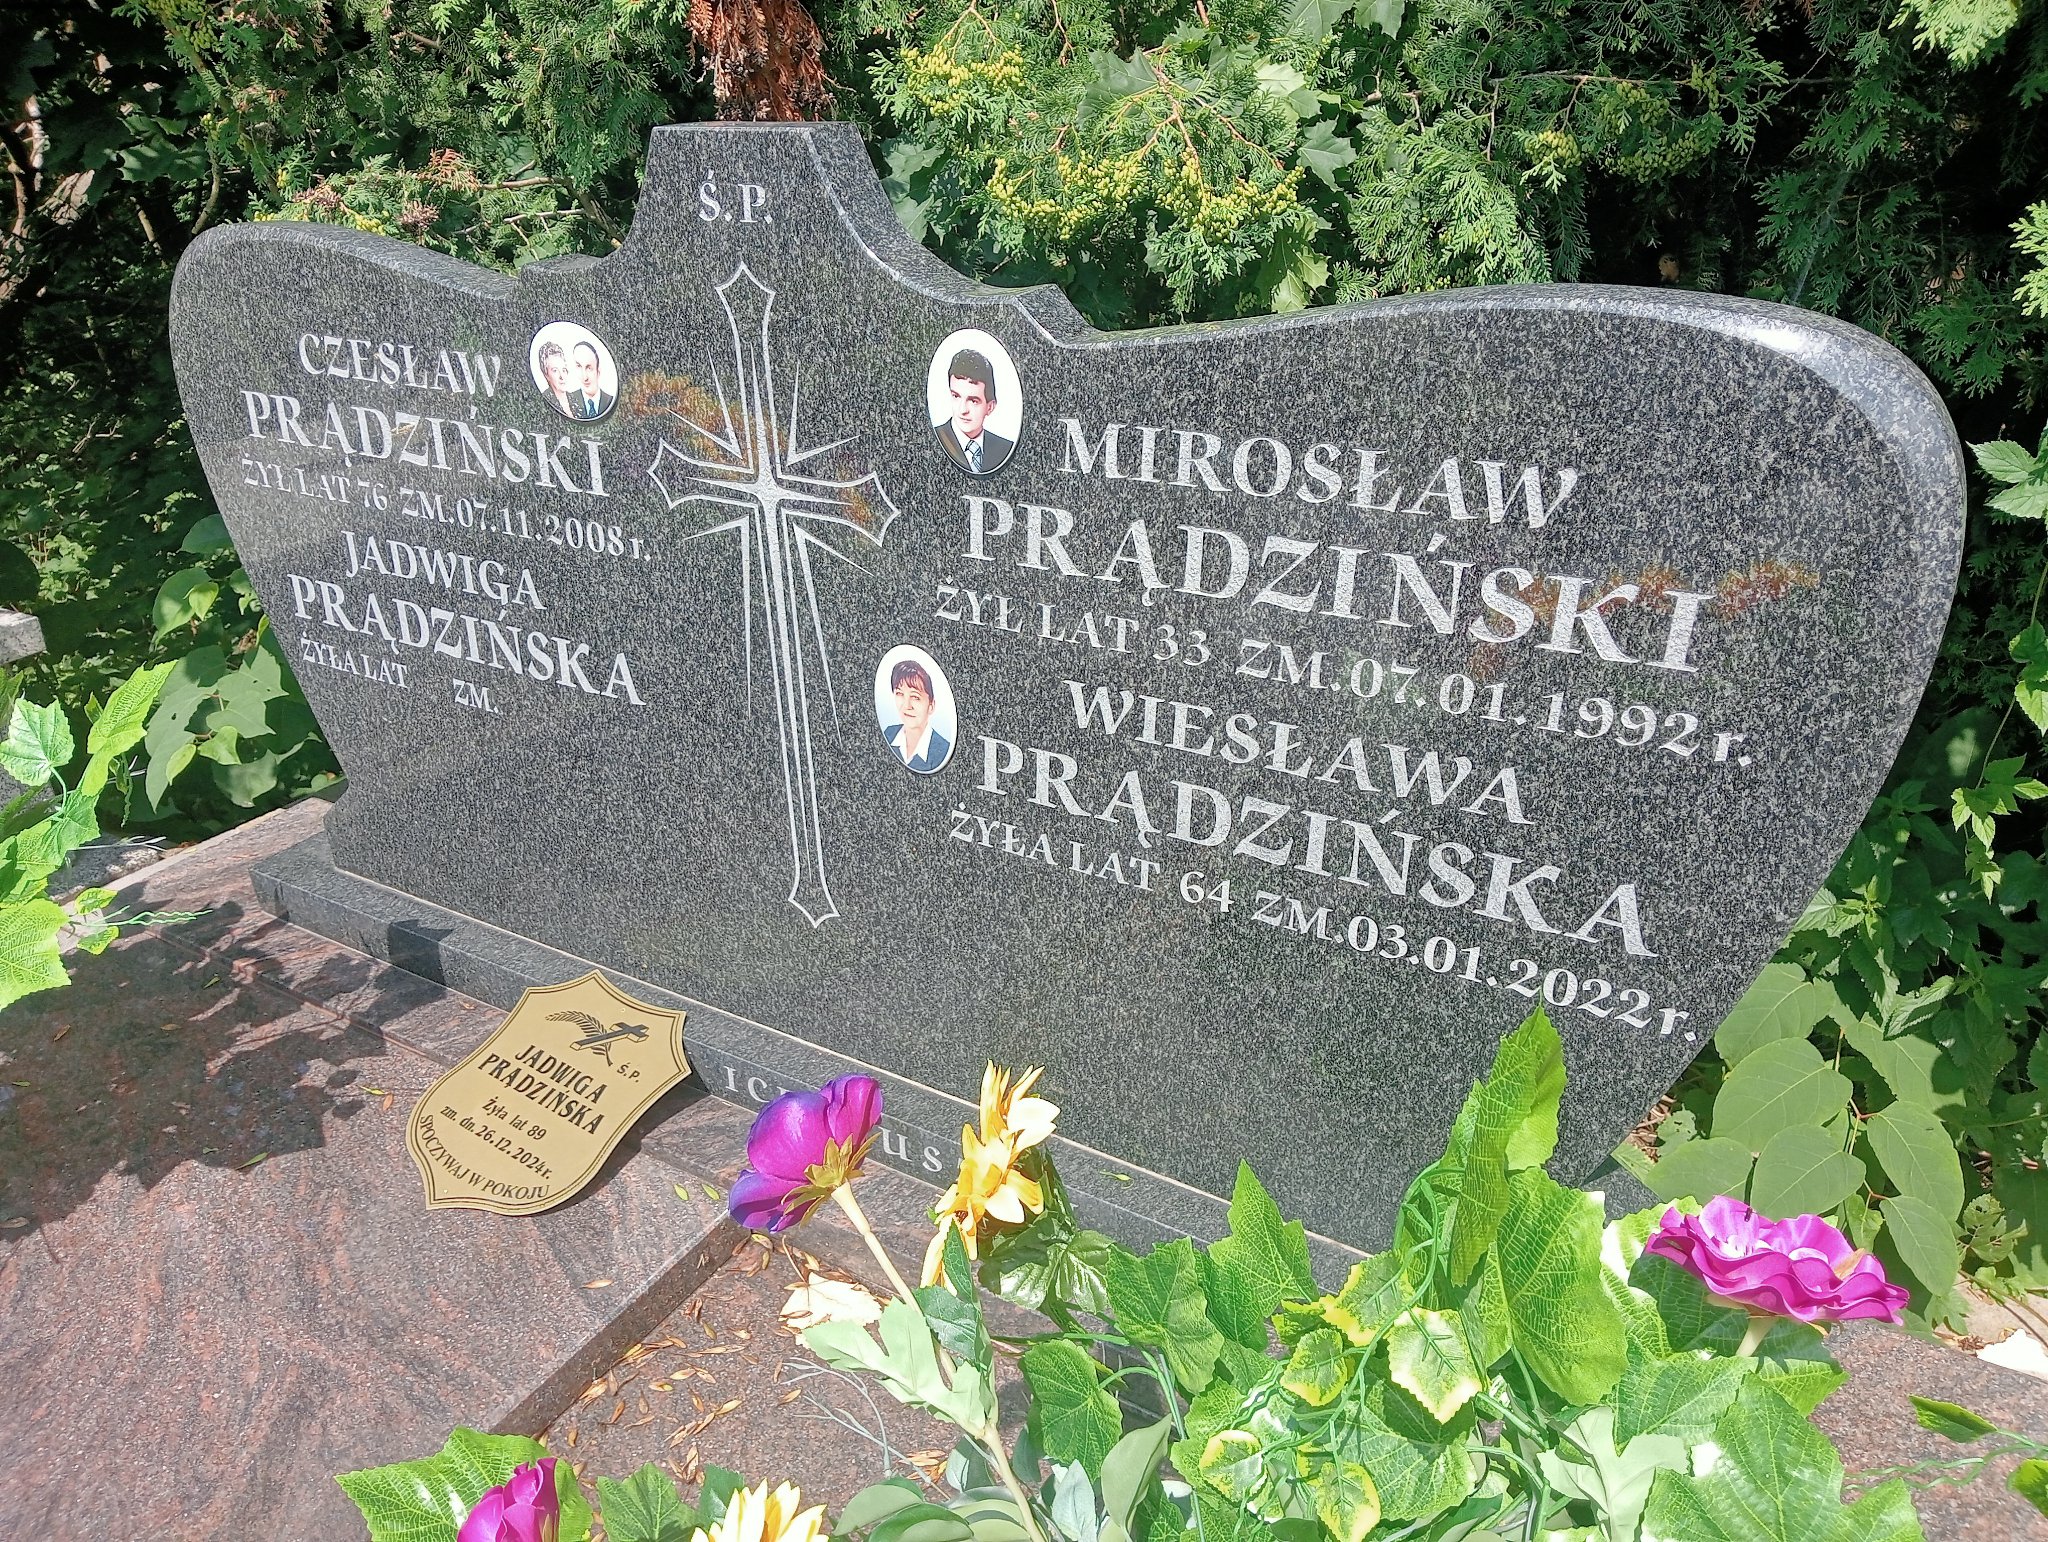 Ś.P.
CZESŁAW
PRĄDZIŃSKI
ŻYŁ LAT 76 ZM.07.11.2008 r.
JADWIGA
PRĄDZIŃSKA
ŻYŁA LAT ZM.
MIROSŁAW
PRĄDZIŃSKI
ŻYŁ LAT 33 ZM.07.01.1992 r.
WIESŁAWA
PRĄDZIŃSKA
ŻYŁA LAT 64 ZM.03.01.2022 r.
Ś.P.
JADWIGA
PRĄDZIŃSKA
Żyła lat 89
zm. dn. 26.12.2024r.
SPOCZYWAJ W POKOJU